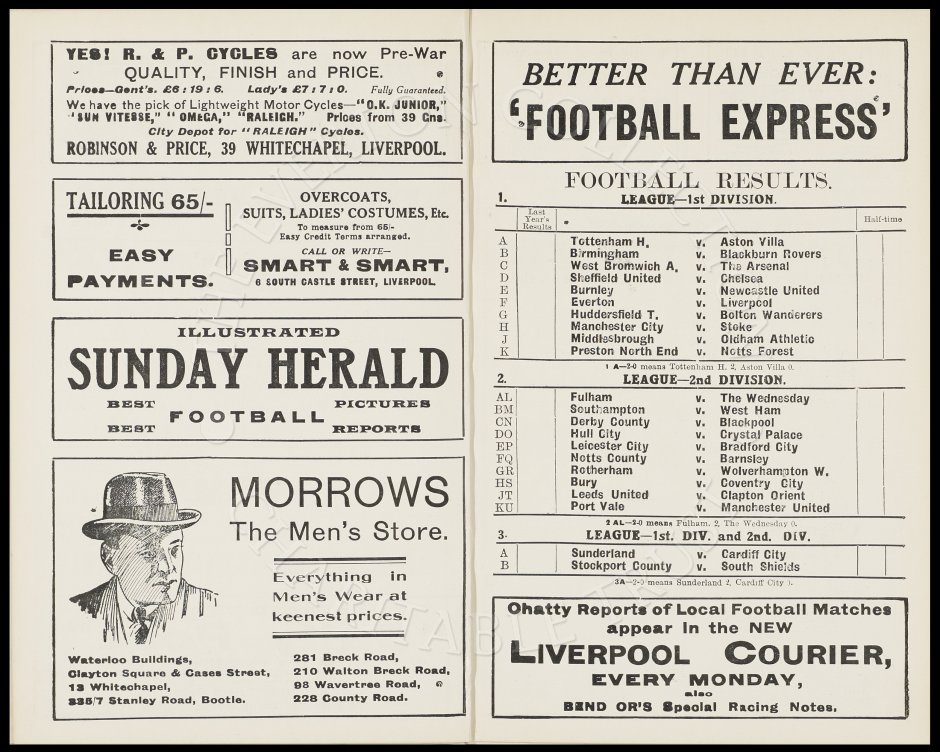 YES! R. & P. CYCLES are now Pre-War
QUALITY, FINISH and PRICE.
Prices—Gent's. £6 : 19 : 6. Lady's £7 : 7 : 0. Fully Guaranteed.
We have the pick of Lightweight Motor Cycles—"O.K. JUNIOR,"
"SUN VITESSE," "OMEGA," "RALEIGH." Prices from 39 Gns.
City Depot for "RALEIGH" Cycles.
ROBINSON & PRICE, 39 WHITECHAPEL, LIVERPOOL.
TAILORING 65/-
EASY
PAYMENTS.
OVERCOATS,
SUITS, LADIES' COSTUMES, Etc.
To measure from 65/-
Easy Credit Terms arranged.
CALL OR WRITE—
SMART & SMART,
6 SOUTH CASTLE STREET, LIVERPOOL.
ILLUSTRATED
SUNDAY HERALD
BEST FOOTBALL PICTURES
BEST REPORTS
MORROWS
The Men's Store.
Everything in
Men's Wear at
keenest prices.
Waterloo Buildings,
Clayton Square & Cases Street,
13 Whitechapel,
335/7 Stanley Road, Bootle.
281 Breck Road,
210 Walton Breck Road,
98 Wavertree Road,
228 County Road.
BETTER THAN EVER:
'FOOTBALL EXPRESS'
FOOTBALL RESULTS.
1. LEAGUE—1st DIVISION.
Last Year's Results Half-time
A Tottenham H. v. Aston Villa
B Birmingham v. Blackburn Rovers
C West Bromwich A. v. The Arsenal
D Sheffield United v. Chelsea
E Burnley v. Newcastle United
F Everton v. Liverpool
G Huddersfield T. v. Bolton Wanderers
H Manchester City v. Stoke
J Middlesbrough v. Oldham Athletic
K Preston North End v. Notts Forest
1 A—2-0 means Tottenham H. 2, Aston Villa 0.
2. LEAGUE—2nd DIVISION.
AL Fulham v. The Wednesday
BM Southampton v. West Ham
CN Derby County v. Blackpool
DO Hull City v. Crystal Palace
EP Leicester City v. Bradford City
FQ Notts County v. Barnsley
GR Rotherham v. Wolverhampton W.
HS Bury v. Coventry City
JT Leeds United v. Clapton Orient
KU Port Vale v. Manchester United
2 AL—2-0 means Fulham. 2, The Wednesday 0.
3. LEAGUE—1st. DIV. and 2nd. DIV.
A Sunderland v. Cardiff City
B Stockport County v. South Shields
3A—2-0 means Sunderland 2, Cardiff City 0.
Chatty Reports of Local Football Matches
appear in the NEW
LIVERPOOL COURIER,
EVERY MONDAY,
also
BEND OR'S Special Racing Notes.